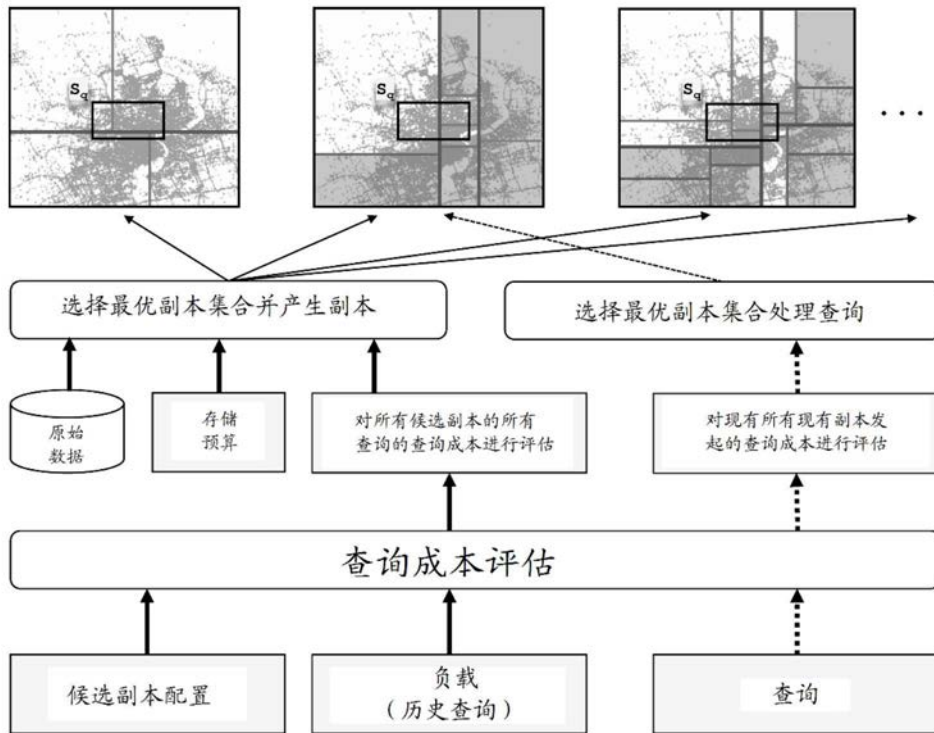 Sq
Sq
Sq
. . .
选择最优副本集合并产生副本
选择最优副本集合处理查询
原始
数据
存储
预算
对所有候选副本的所有
查询的查询成本进行评估
对现有所有现有副本发
起的查询成本进行评估
查询成本评估
候选副本配置
负载
（历史查询）
查询